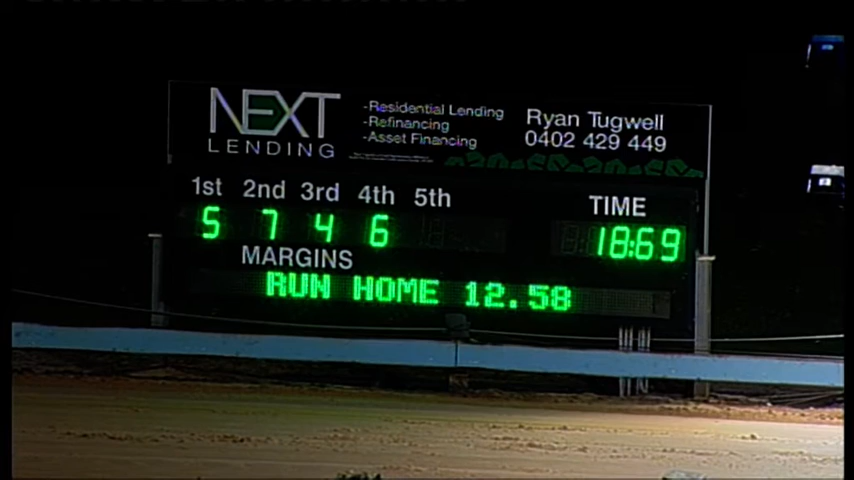 NEXT
LENDING
-Residential Lending
-Refinancing
-Asset Financing
Ryan Tugwell
0402 429 449
1st 2nd 3rd 4th 5th TIME
5 7 4 6 18:69
MARGINS
RUN HOME 12.58